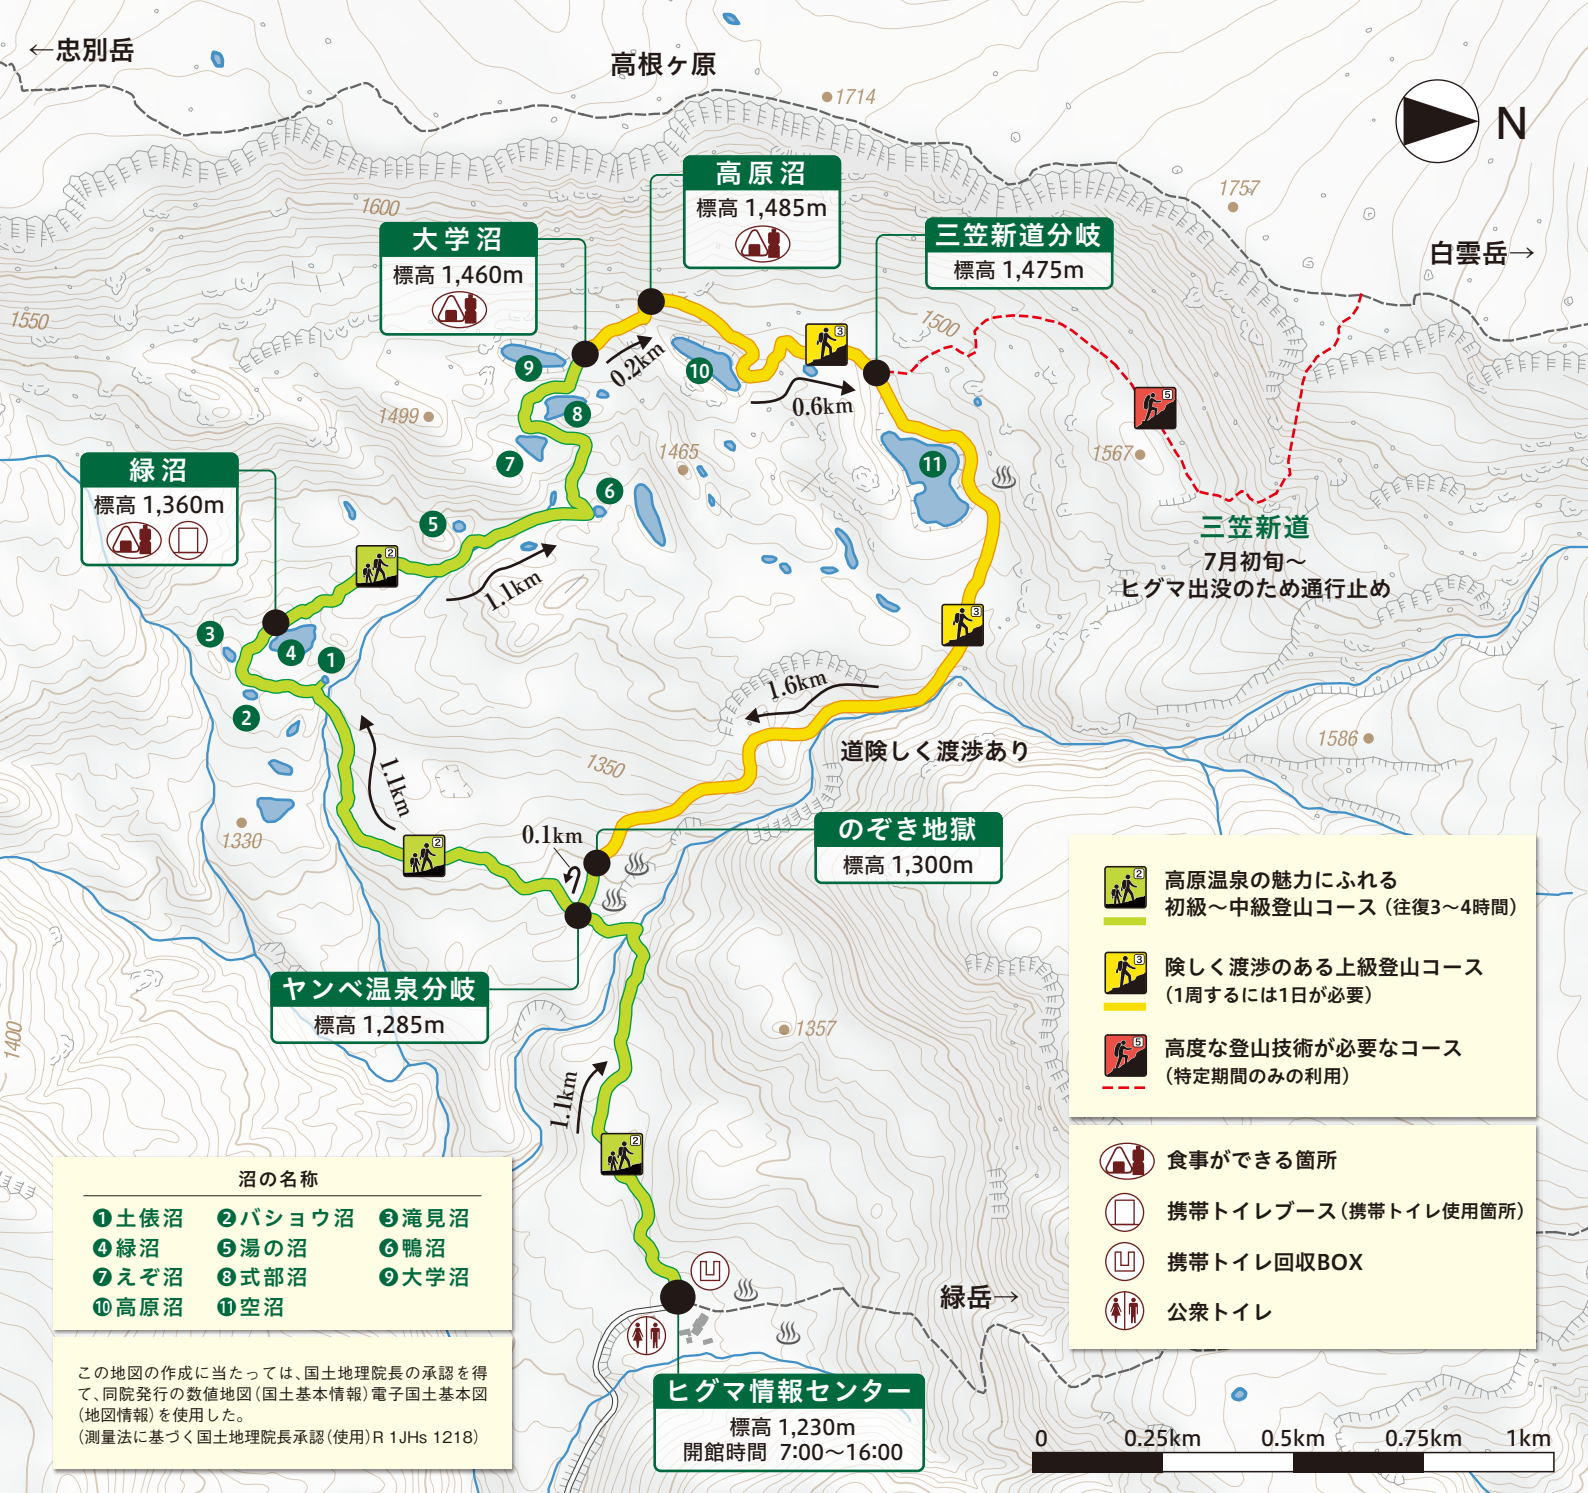 ←忠別岳
高根ヶ原
1714
N
1757
白雲岳→
1600
高原沼
標高 1,485m
大学沼
標高 1,460m
三笠新道分岐
標高 1,475m
1550
1500
9
0.2km
10
3
0.6km
8
1499
7
1465
11
5
1567
緑沼
標高 1,360m
6
5
2
1.1km
三笠新道
7月初旬〜
ヒグマ出没のため通行止め
3
3
4
1
2
1.6km
道険しく渡渉あり
1586
1350
1.1km
1330
2
0.1km
のぞき地獄
標高 1,300m
ヤンベ温泉分岐
標高 1,285m
1400
1357
1.1km
2
2
高原温泉の魅力にふれる
初級〜中級登山コース（往復3〜4時間）
3
険しく渡渉のある上級登山コース
（1周するには1日が必要）
5
高度な登山技術が必要なコース
（特定期間のみの利用）
食事ができる箇所
携帯トイレブース（携帯トイレ使用箇所）
携帯トイレ回収BOX
公衆トイレ
沼の名称
❶土俵沼 ❷バショウ沼 ❸滝見沼
❹緑沼 ❺湯の沼 ❻鴨沼
❼えぞ沼 ❽式部沼 ❾大学沼
❿高原沼 ⓫空沼
緑岳→
この地図の作成に当たっては、国土地理院長の承認を得
て、同院発行の数値地図（国土基本情報）電子国土基本図
（地図情報）を使用した。
（測量法に基づく国土地理院長承認（使用）R 1JHs 1218）
ヒグマ情報センター
標高 1,230m
開館時間 7:00〜16:00
0 0.25km 0.5km 0.75km 1km